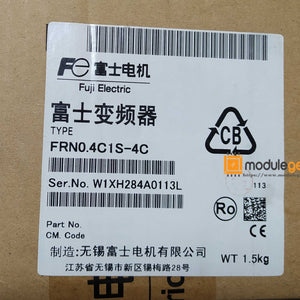 Fe 富士电机
Fuji Electric
富士变频器
TYPE
FRN0.4C1S-4C
Ser.No. W1XH284A0113L
CB
modulege
113
Ro
Part No.
CM. Code
制造:无锡富士电机有限公司
江苏省无锡市新区锡梅路28号
WT 1.5kg